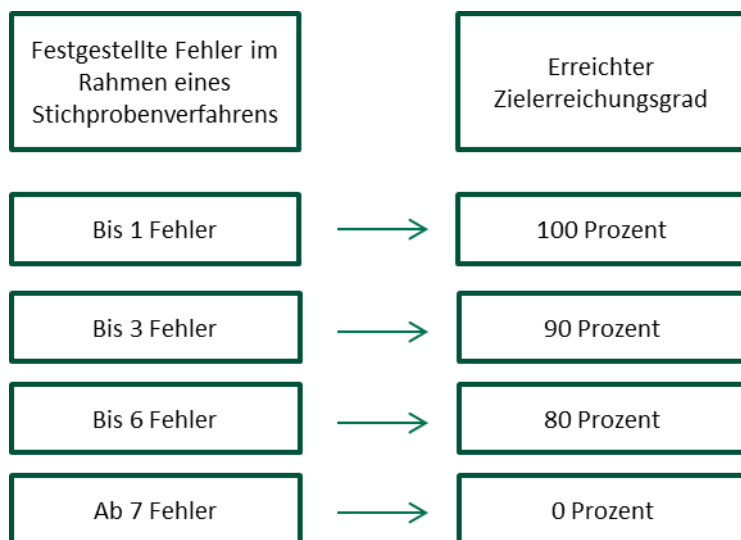 Festgestellte Fehler im
Rahmen eines
Stichprobenverfahrens
Erreichter
Zielerreichungsgrad
Bis 1 Fehler
100 Prozent
Bis 3 Fehler
90 Prozent
Bis 6 Fehler
80 Prozent
Ab 7 Fehler
0 Prozent